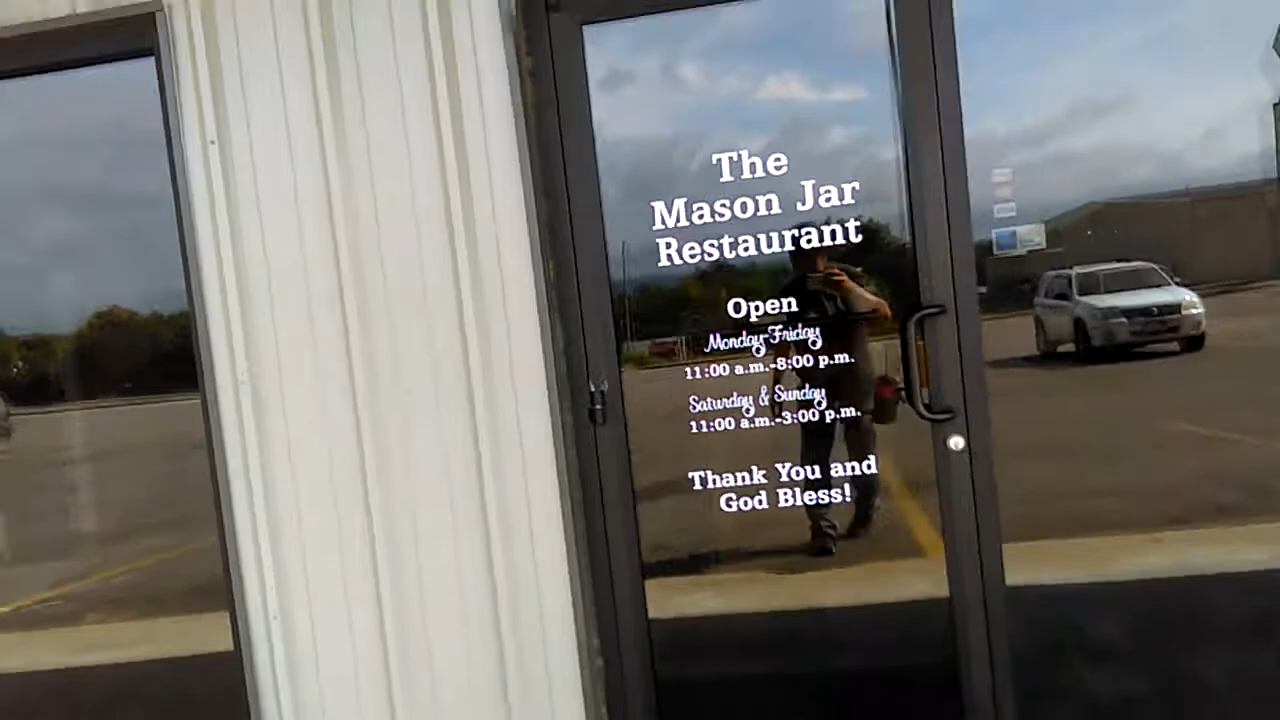 The
Mason Jar
Restaurant
Open
Monday-Friday
11:00 a.m.-8:00 p.m.
Saturday & Sunday
11:00 a.m.-3:00 p.m.
Thank You and
God Bless!